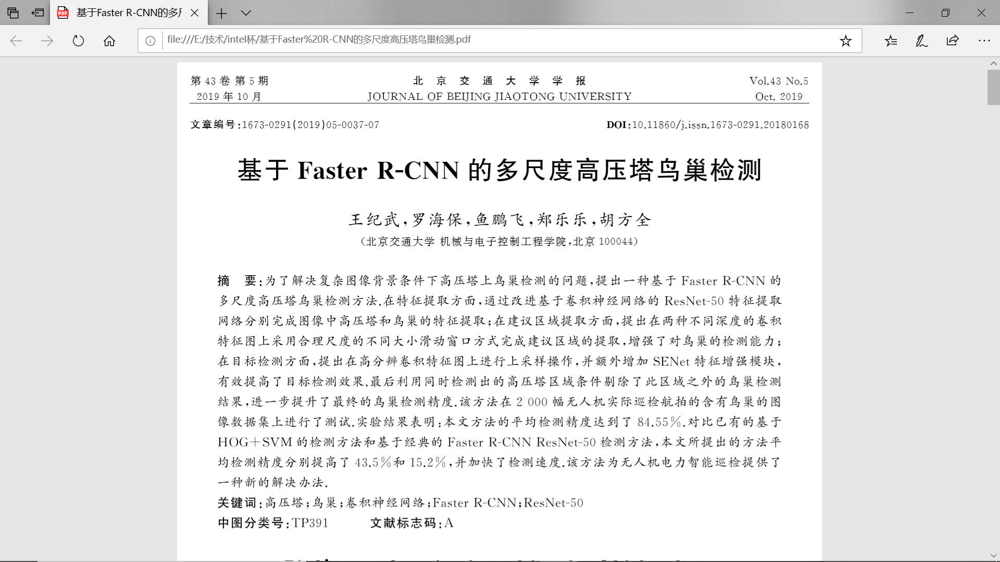 基于Faster R-CNN的多
file:///E:/技术/intel杯/基于Faster%20R-CNN的多尺度高压塔鸟巢检测.pdf
第 43 卷 第 5 期 北 京 交 通 大 学 学 报 Vol.43 No.5
2019 年 10 月 JOURNAL OF BEIJING JIAOTONG UNIVERSITY Oct. 2019
文章编号:1673-0291(2019)05-0037-07 DOI:10.11860/j.issn.1673-0291.20180168
基于 Faster R-CNN 的多尺度高压塔鸟巢检测
王纪武,罗海保,鱼鹏飞,郑乐乐,胡方全
(北京交通大学 机械与电子控制工程学院,北京 100044)
摘 要:为了解决复杂图像背景条件下高压塔上鸟巢检测的问题,提出一种基于 Faster R-CNN 的
多尺度高压塔鸟巢检测方法.在特征提取方面,通过改进基于卷积神经网络的 ResNet-50 特征提取
网络分别完成图像中高压塔和鸟巢的特征提取;在建议区域提取方面,提出在两种不同深度的卷积
特征图上采用合理尺度的不同大小滑动窗口方式完成建议区域的提取,增强了对鸟巢的检测能力;
在目标检测方面,提出在高分辨卷积特征图上进行上采样操作,并额外增加 SENet 特征增强模块,
有效提高了目标检测效果.最后利用同时检测出的高压塔区域条件剔除了此区域之外的鸟巢检测
结果,进一步提升了最终的鸟巢检测精度.该方法在 2 000 幅无人机实际巡检航拍的含有鸟巢的图
像数据集上进行了测试.实验结果表明:本文方法的平均检测精度达到了 84.55%.对比已有的基于
HOG+SVM 的检测方法和基于经典的 Faster R-CNN ResNet-50 检测方法,本文所提出的方法平
均检测精度分别提高了 43.5%和 15.2%,并加快了检测速度.该方法为无人机电力智能巡检提供了
一种新的解决办法.
关键词:高压塔;鸟巢;卷积神经网络;Faster R-CNN;ResNet-50
中图分类号:TP391 文献标志码:A